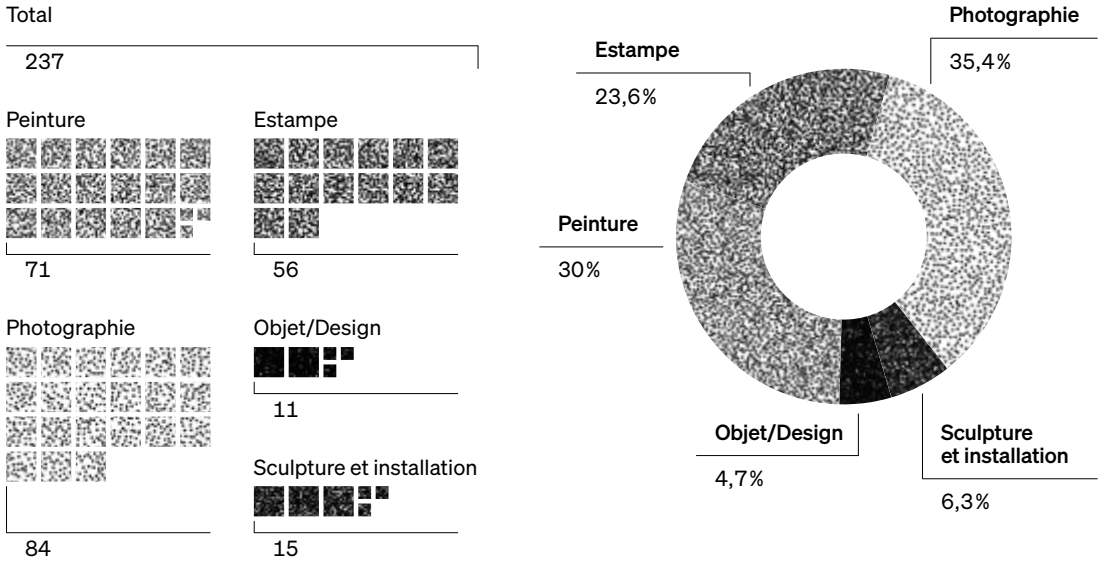 Total
237
Peinture
71
Estampe
56
Photographie
84
Objet/Design
11
Sculpture et installation
15
Photographie
35,4%
Estampe
23,6%
Peinture
30%
Objet/Design
4,7%
Sculpture
et installation
6,3%